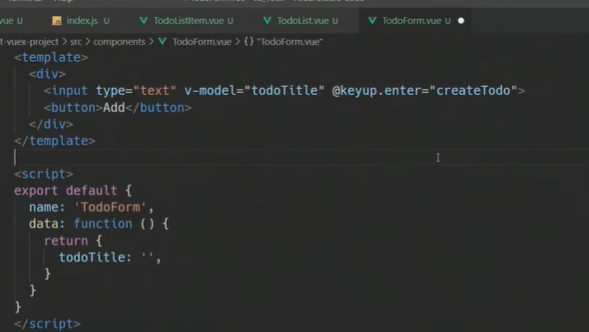 vue U index.js U TodoListItem.vue U TodoList.vue U TodoForm.vue U
t-vuex-project > src > components > TodoForm.vue > {} "TodoForm.vue"
<template>
<div>
<input type="text" v-model="todoTitle" @keyup.enter="createTodo">
<button>Add</button>
</div>
</template>
<script>
export default {
name: 'TodoForm',
data: function () {
return {
todoTitle: '',
}
}
}
</script>